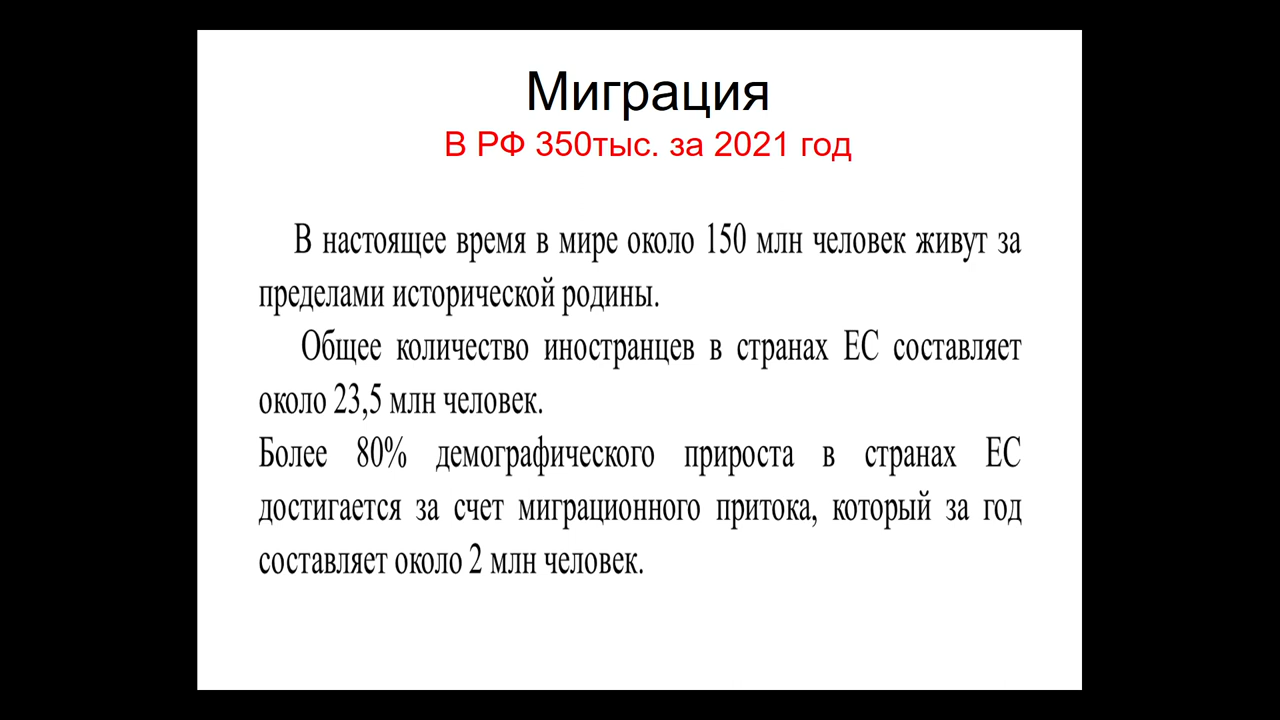 Миграция
В РФ 350тыс. за 2021 год
В настоящее время в мире около 150 млн человек живут за
пределами исторической родины.
Общее количество иностранцев в странах ЕС составляет
около 23,5 млн человек.
Более 80% демографического прироста в странах ЕС
достигается за счет миграционного притока, который за год
составляет около 2 млн человек.